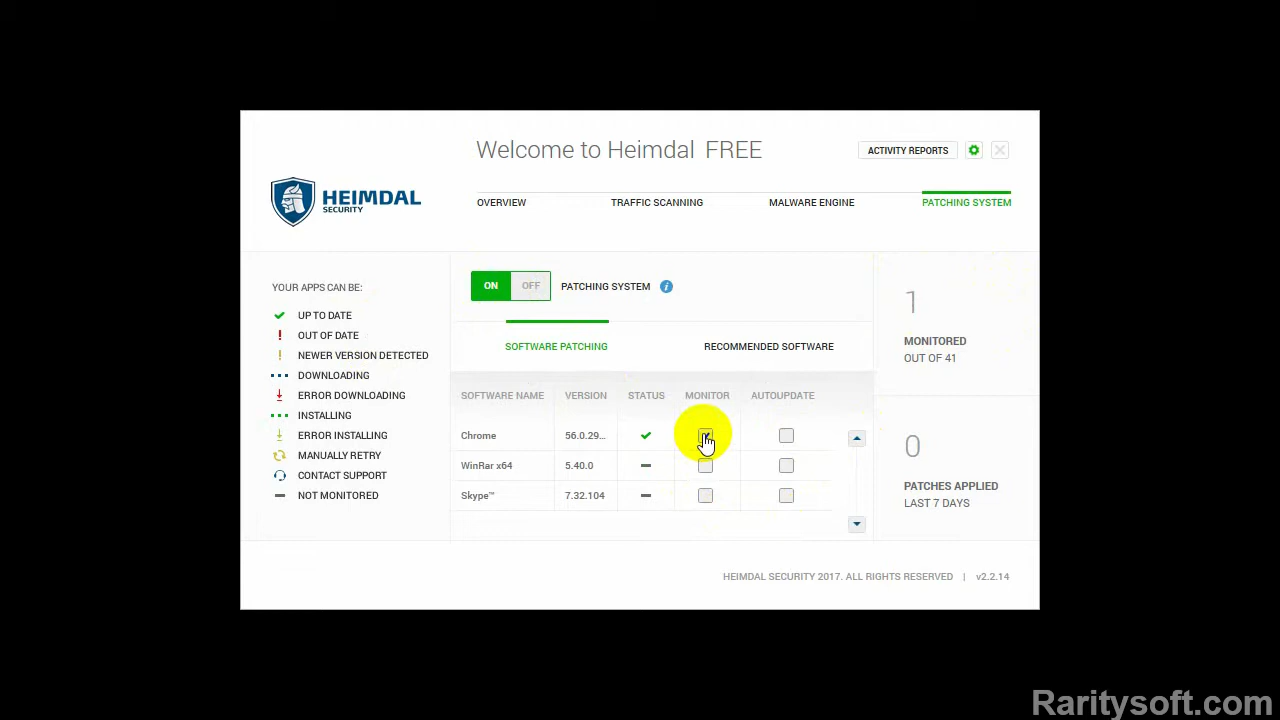 Welcome to Heimdal FREE
ACTIVITY REPORTS
HEIMDAL
SECURITY
OVERVIEW
TRAFFIC SCANNING
MALWARE ENGINE
PATCHING SYSTEM
YOUR APPS CAN BE:
UP TO DATE
OUT OF DATE
NEWER VERSION DETECTED
DOWNLOADING
ERROR DOWNLOADING
INSTALLING
ERROR INSTALLING
MANUALLY RETRY
CONTACT SUPPORT
NOT MONITORED
ON OFF PATCHING SYSTEM i
SOFTWARE PATCHING RECOMMENDED SOFTWARE
SOFTWARE NAME VERSION STATUS MONITOR AUTOUPDATE
Chrome 56.0.29...
WinRar x64 5.40.0
Skype™ 7.32.104
1
MONITORED
OUT OF 41
0
PATCHES APPLIED
LAST 7 DAYS
HEIMDAL SECURITY 2017. ALL RIGHTS RESERVED | v2.2.14
Raritysoft.com